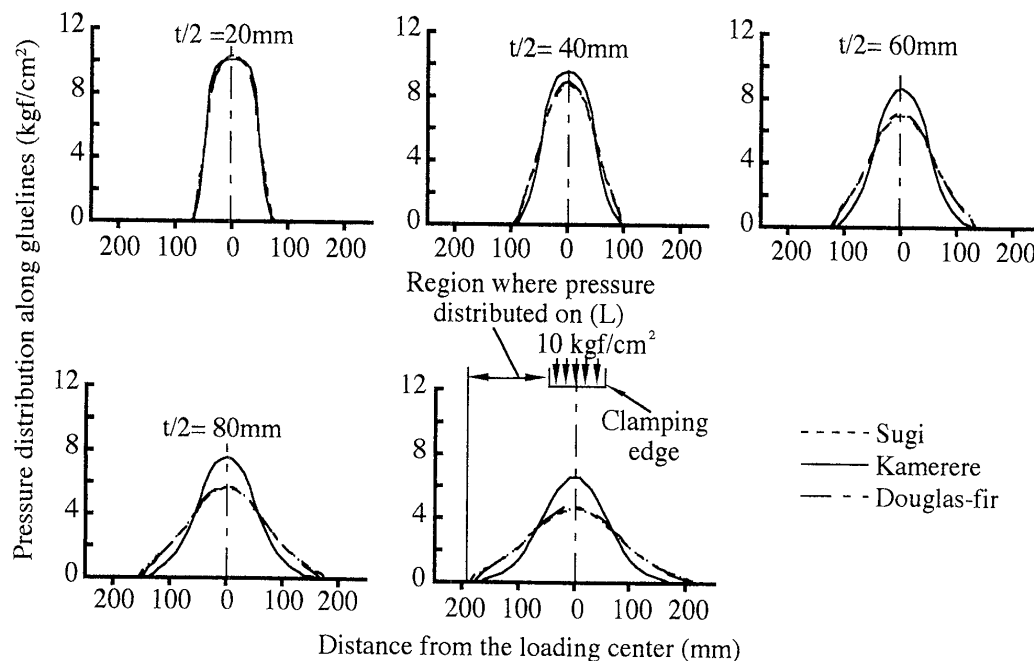 Pressure distribution along gluelines (kgf/cm²)
12
8
4
0
t/2 =20mm
200 100 0 100 200
12
8
4
0
t/2= 40mm
200 100 0 100 200
12
8
4
0
t/2= 60mm
200 100 0 100 200
Region where pressure
distributed on (L)
10 kgf/cm²
Clamping
edge
12
8
4
0
t/2= 80mm
200 100 0 100 200
12
8
4
0
200 100 0 100 200
Sugi
Kamerere
Douglas-fir
Distance from the loading center (mm)